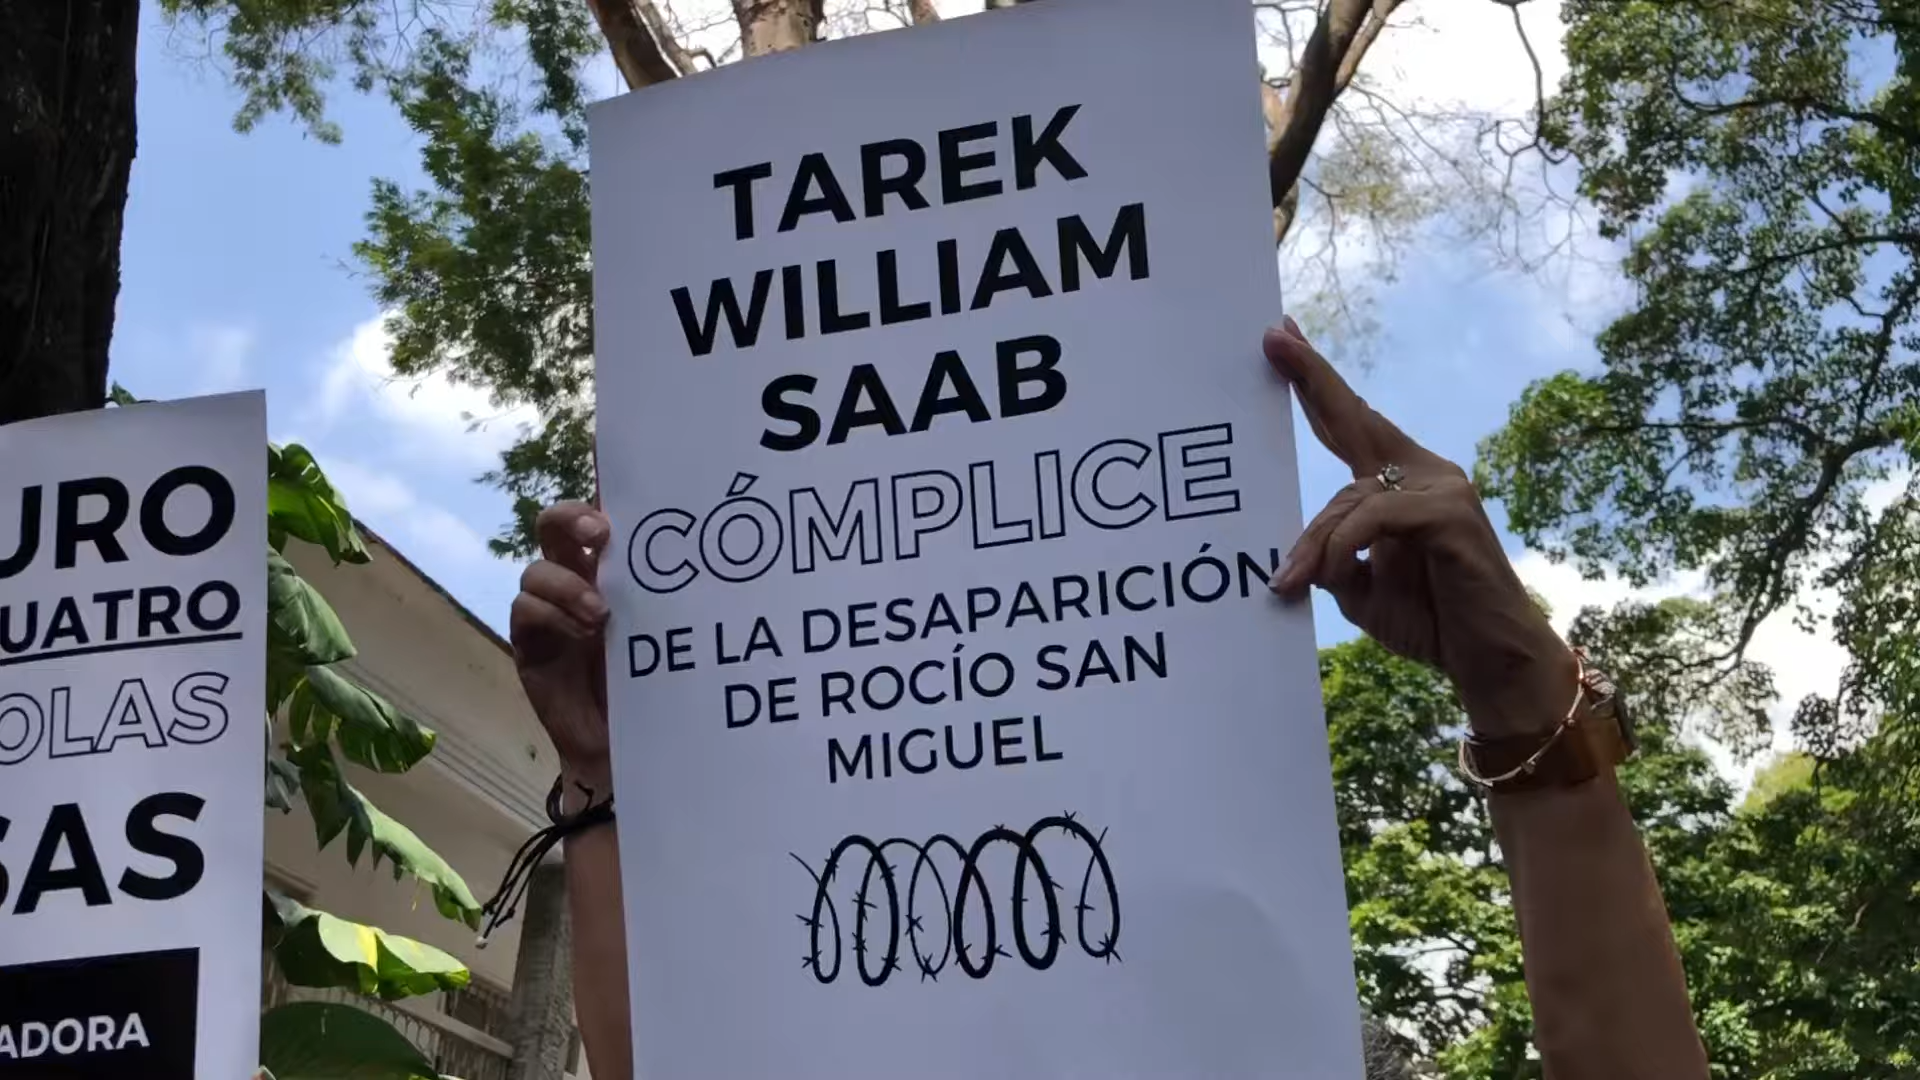 TAREK
WILLIAM
SAAB
CÓMPLICE
DE LA DESAPARICIÓN
DE ROCÍO SAN
MIGUEL
URO
UATRO
OLAS
SAS
ADORA